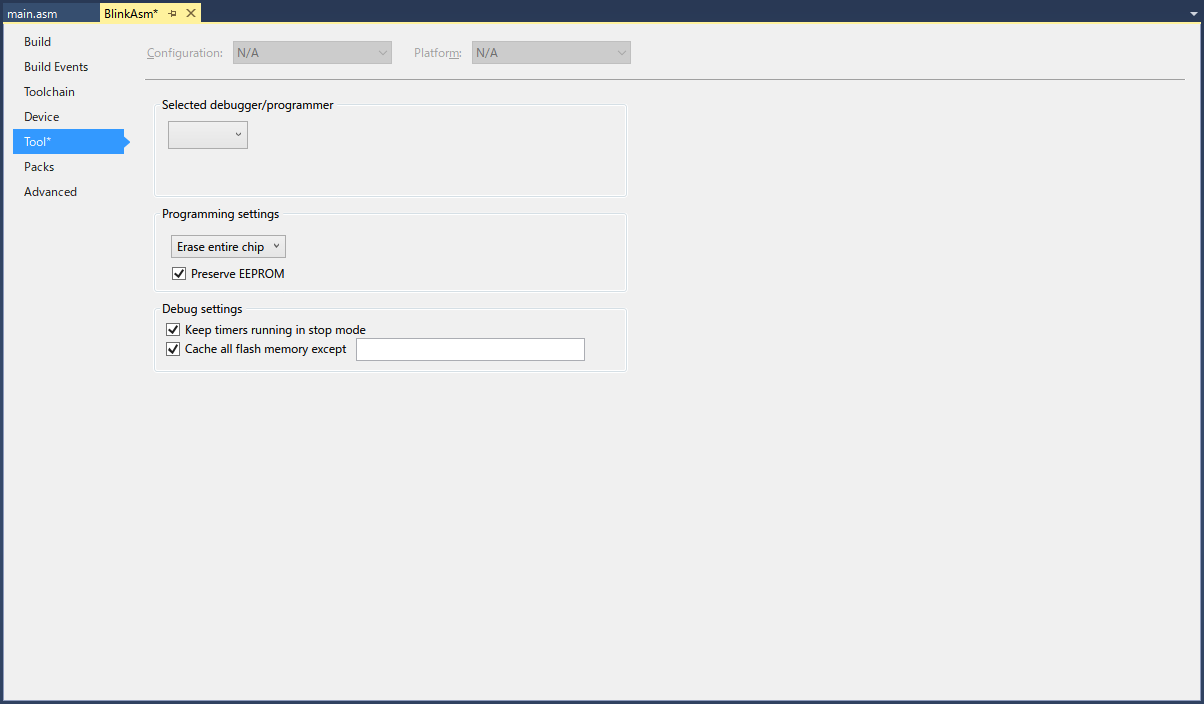 main.asm
BlinkAsm*
Build
Build Events
Toolchain
Device
Tool*
Packs
Advanced
Configuration: N/A Platform: N/A
Selected debugger/programmer
Programming settings
Erase entire chip
Preserve EEPROM
Debug settings
Keep timers running in stop mode
Cache all flash memory except